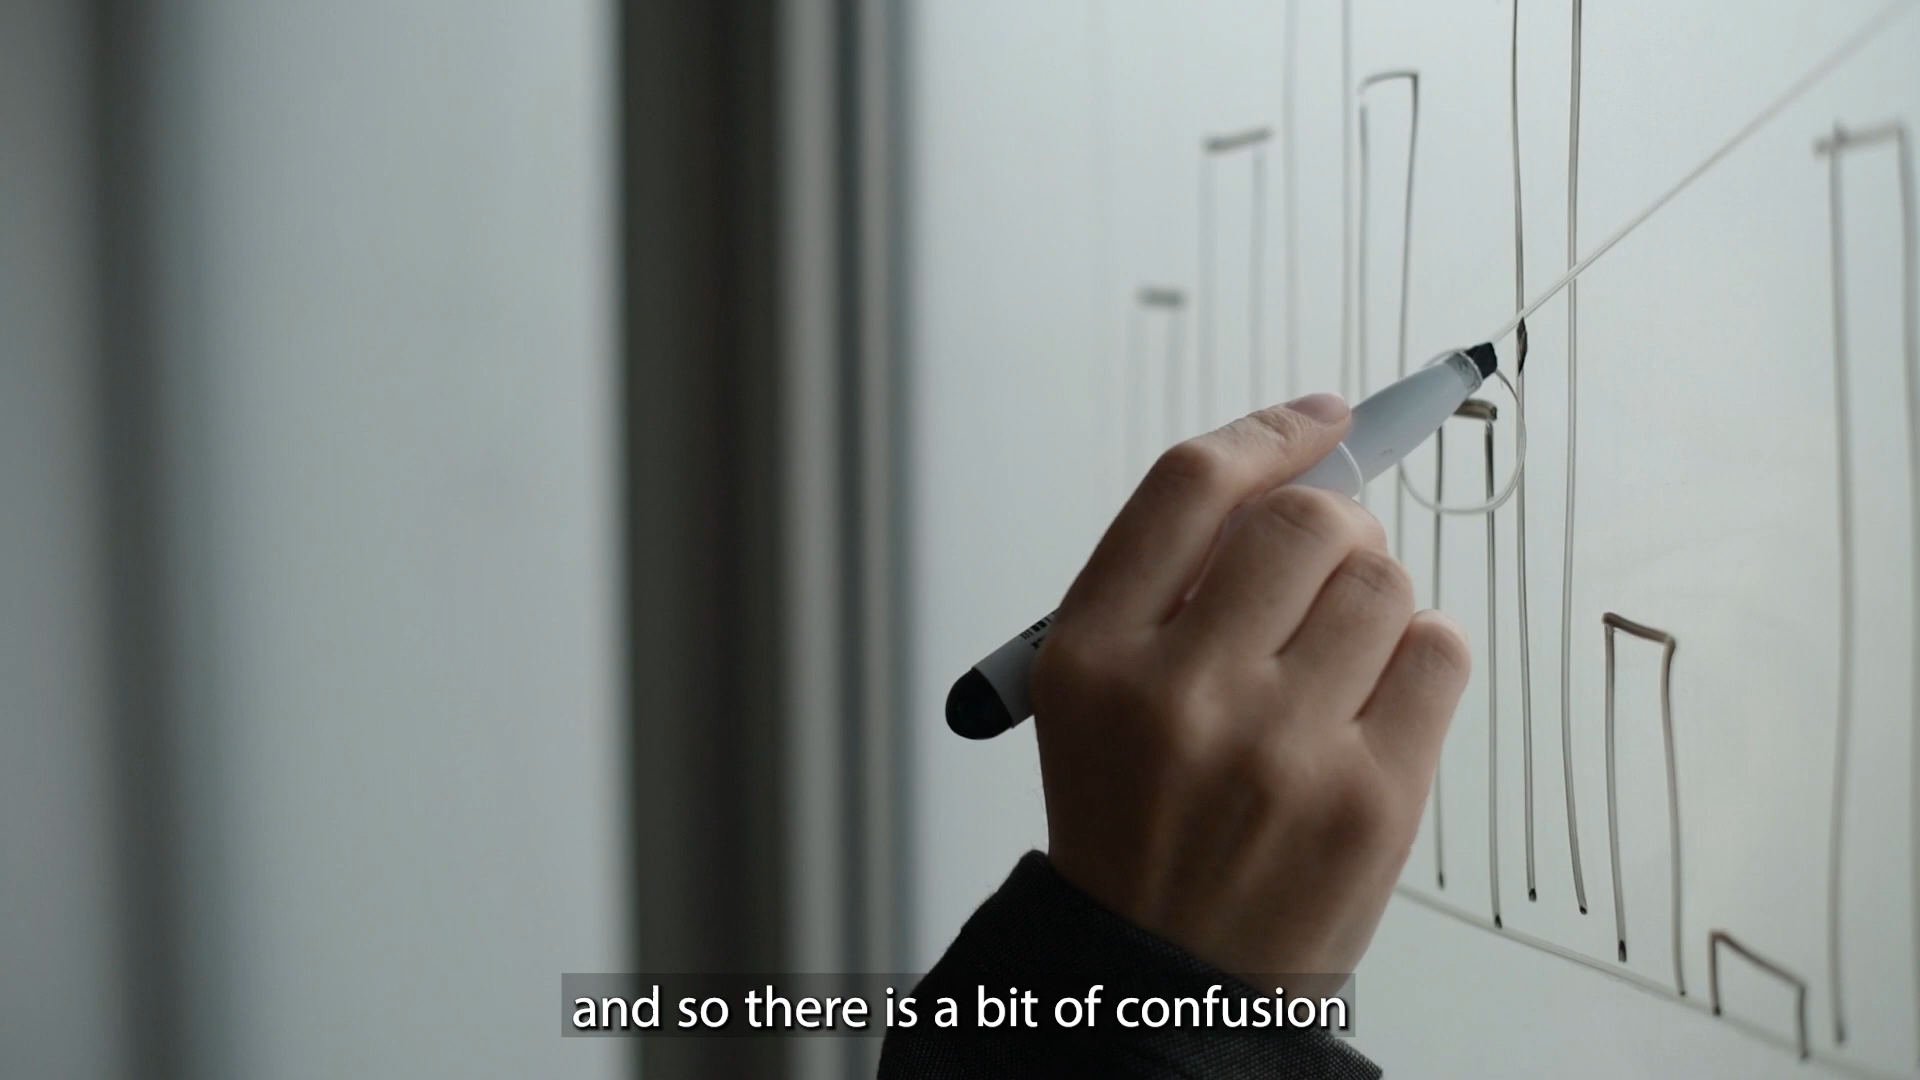 and so there is a bit of confusion